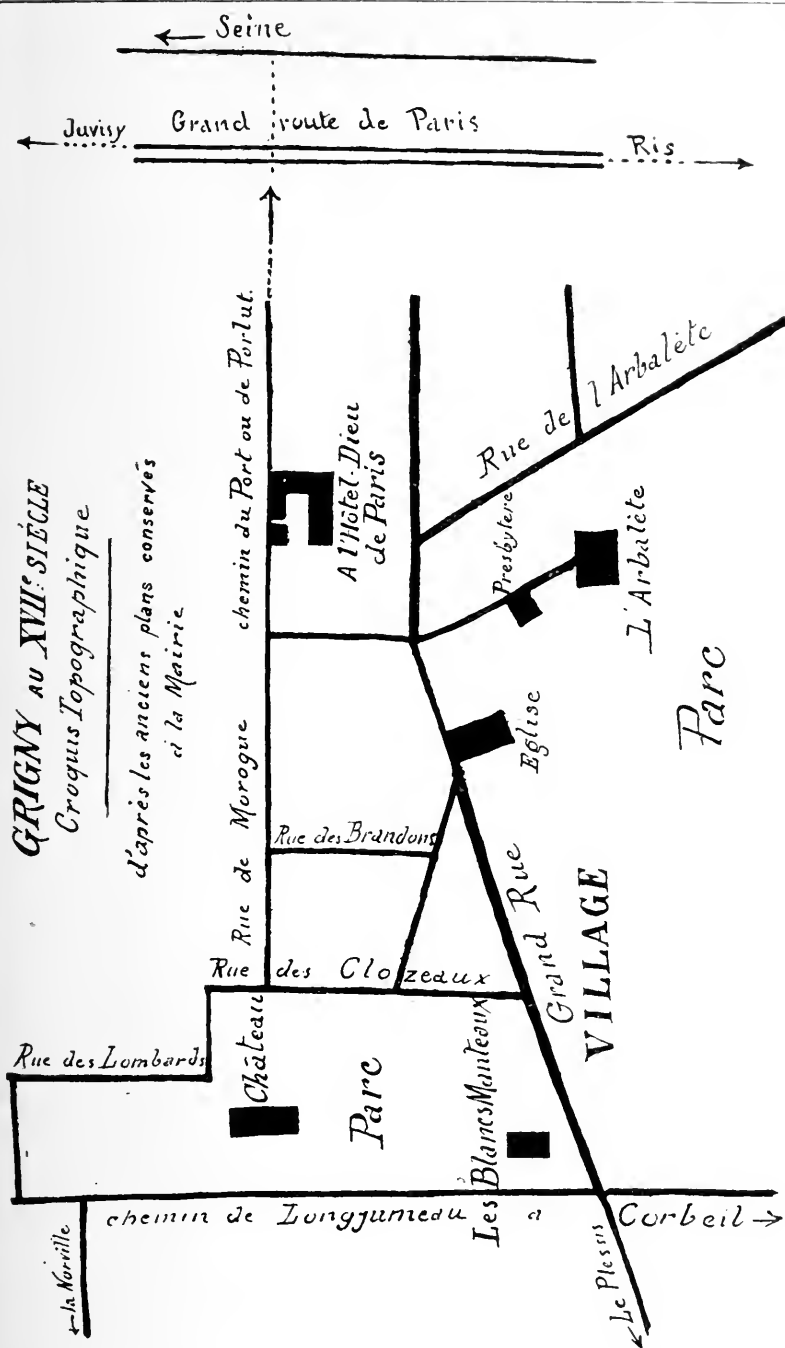 GRIGNY AU XVIIe. SIÈCLE
Croquis Topographique
d'après les anciens plans conservés
à la Mairie
← Seine
Juvisy
Grand route de Paris
Ris
chemin du Port ou de Portut.
Rue de Morogue
A l'Hôtel-Dieu
de Paris
Rue de l'Arbalète
Presbytere
L'Arbalète
Parc
Eglise
Rue des Brandons
Grand Rue
VILLAGE
Rue des Clozeaux
Rue des Lombards
Château
Parc
Les Blancs Manteaux
chemin de Longjumeau a Corbeil →
← la Norville
← Le Plessis